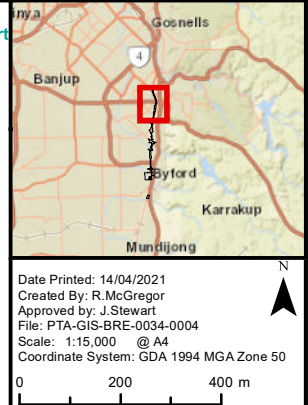 inya
rt
Gosnells
4
Banjup
Byford
Karrakup
Mundijong
N
Date Printed: 14/04/2021
Created By: R.McGregor
Approved by: J.Stewart
File: PTA-GIS-BRE-0034-0004
Scale: 1:15,000 @ A4
Coordinate System: GDA 1994 MGA Zone 50
0 200 400 m